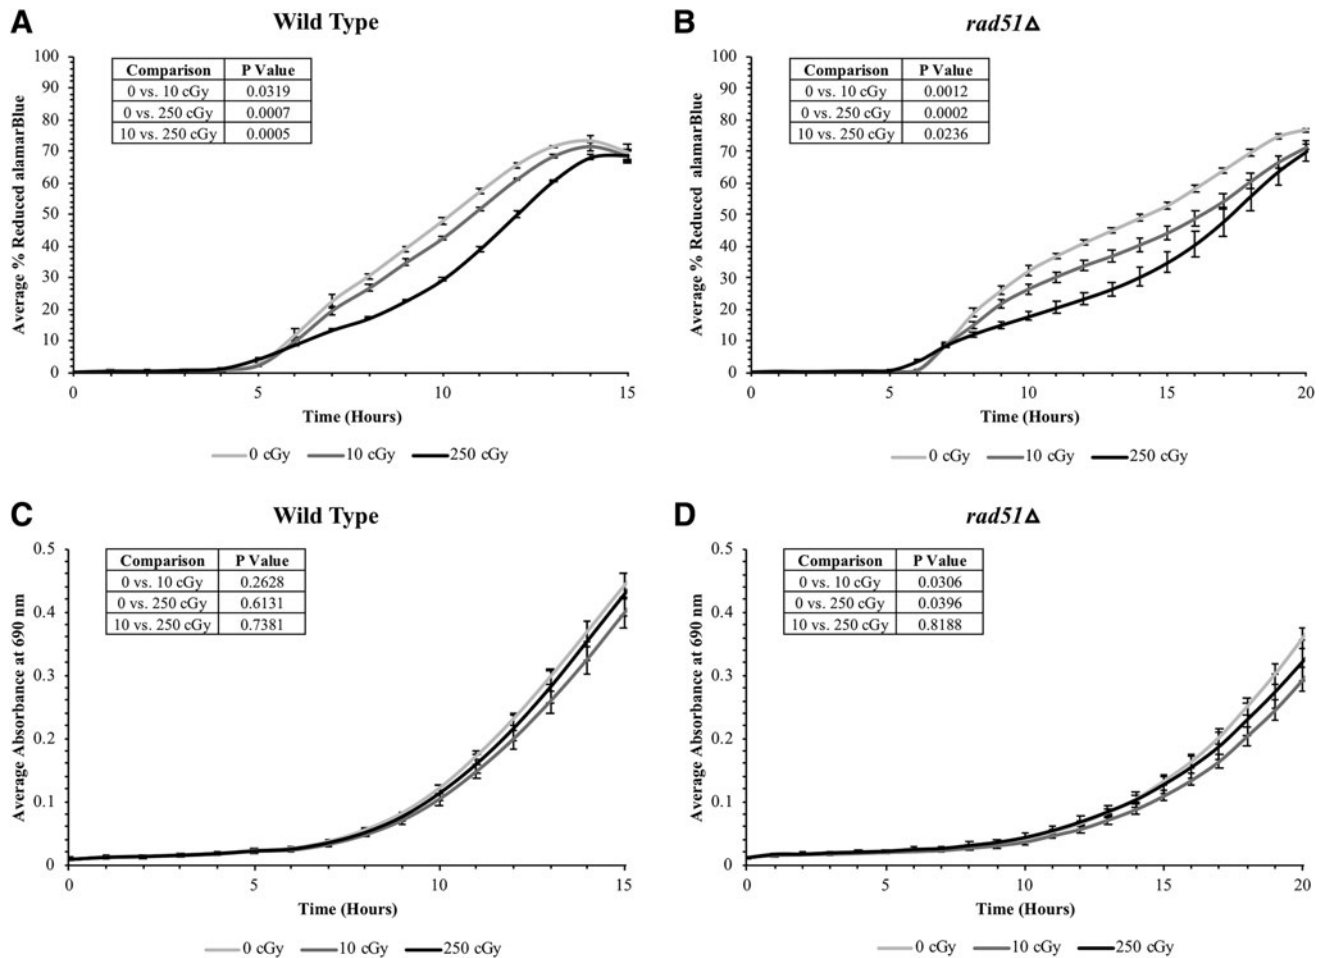 A
Wild Type
Average % Reduced alamarBlue
100
90
80
70
60
50
40
30
20
10
0
Comparison P Value
0 vs. 10 cGy 0.0319
0 vs. 250 cGy 0.0007
10 vs. 250 cGy 0.0005
0 5 10 15
Time (Hours)
0 cGy 10 cGy 250 cGy
B
rad51Δ
Average % Reduced alamarBlue
100
90
80
70
60
50
40
30
20
10
0
Comparison P Value
0 vs. 10 cGy 0.0012
0 vs. 250 cGy 0.0002
10 vs. 250 cGy 0.0236
0 5 10 15 20
Time (Hours)
0 cGy 10 cGy 250 cGy
C
Wild Type
Average Absorbance at 690 nm
0.5
0.4
0.3
0.2
0.1
0
Comparison P Value
0 vs. 10 cGy 0.2628
0 vs. 250 cGy 0.6131
10 vs. 250 cGy 0.7381
0 5 10 15
Time (Hours)
0 cGy 10 cGy 250 cGy
D
rad51Δ
Average Absorbance at 690 nm
0.5
0.4
0.3
0.2
0.1
0
Comparison P Value
0 vs. 10 cGy 0.0306
0 vs. 250 cGy 0.0396
10 vs. 250 cGy 0.8188
0 5 10 15 20
Time (Hours)
0 cGy 10 cGy 250 cGy